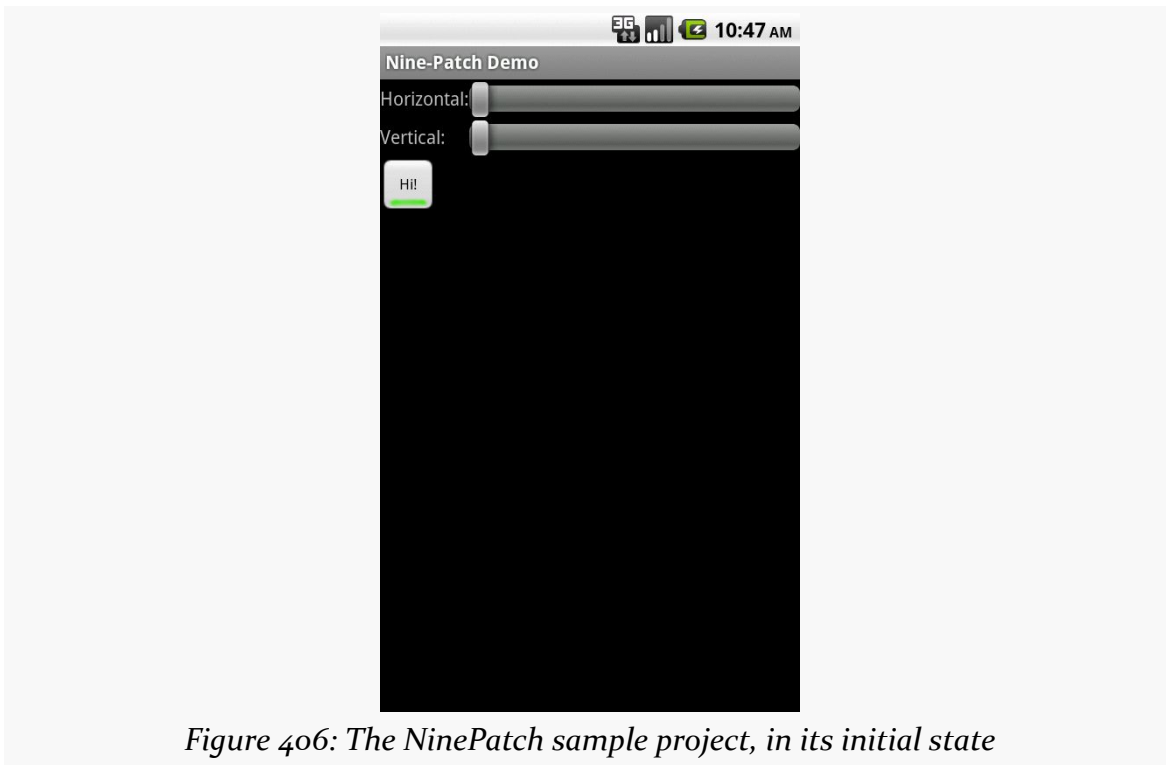 3G 10:47 AM
Nine-Patch Demo
Horizontal:
Vertical:
Hi!
Figure 406: The NinePatch sample project, in its initial state